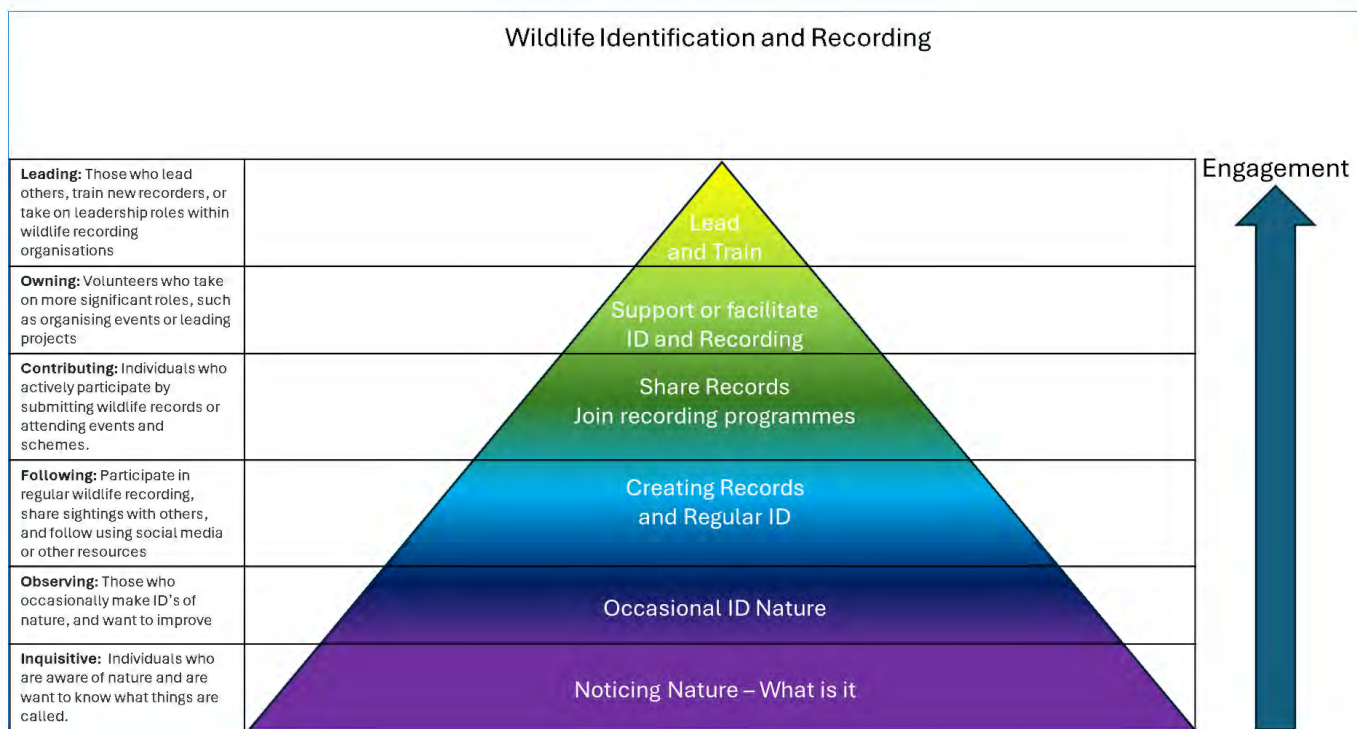 Wildlife Identification and Recording
Engagement
Leading: Those who lead
others, train new recorders, or
take on leadership roles within
wildlife recording
organisations
Lead
and Train
Owning: Volunteers who take
on more significant roles, such
as organising events or leading
projects
Support or facilitate
ID and Recording
Contributing: Individuals who
actively participate by
submitting wildlife records or
attending events and
schemes.
Share Records
Join recording programmes
Following: Participate in
regular wildlife recording,
share sightings with others,
and follow using social media
or other resources
Creating Records
and Regular ID
Observing: Those who
occasionally make ID's of
nature, and want to improve
Occasional ID Nature
Inquisitive: Individuals who
are aware of nature and are
want to know what things are
called.
Noticing Nature – What is it